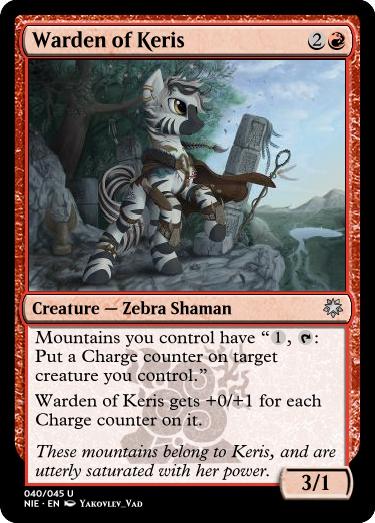 Warden of Keris 2
Creature — Zebra Shaman
Mountains you control have “1, T:
Put a Charge counter on target
creature you control.”
Warden of Keris gets +0/+1 for each
Charge counter on it.
These mountains belong to Keris, and are
utterly saturated with her power.
3/1
040/045 U
NIE • EN Yakovlev_Vad